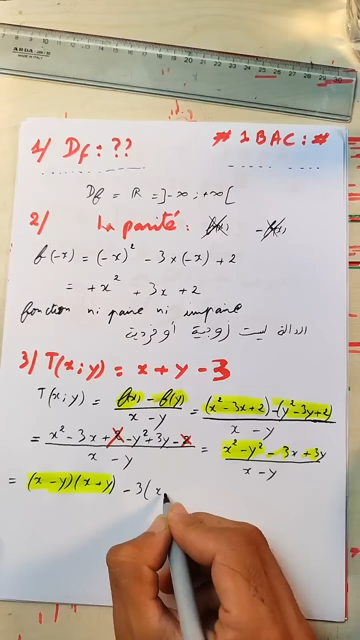 1) Df : ??
# 1 BAC : #
Df = ℝ = ]-∞ ; +∞[
2) La parité : f(x) -f(x)
f(-x) = (-x)² - 3×(-x) + 2
= +x² + 3x + 2
fonction ni paire ni impaire
الدالة ليست زوجية أو فردية
3) T(x;y) = x + y - 3
T(x;y) = f(x) - f(y) / x - y = (x² - 3x + 2) - (y² - 3y + 2) / x - y
= x² - 3x + 2 - y² + 3y - 2 / x - y = x² - y² - 3x + 3y / x - y
= (x - y)(x + y) - 3(x